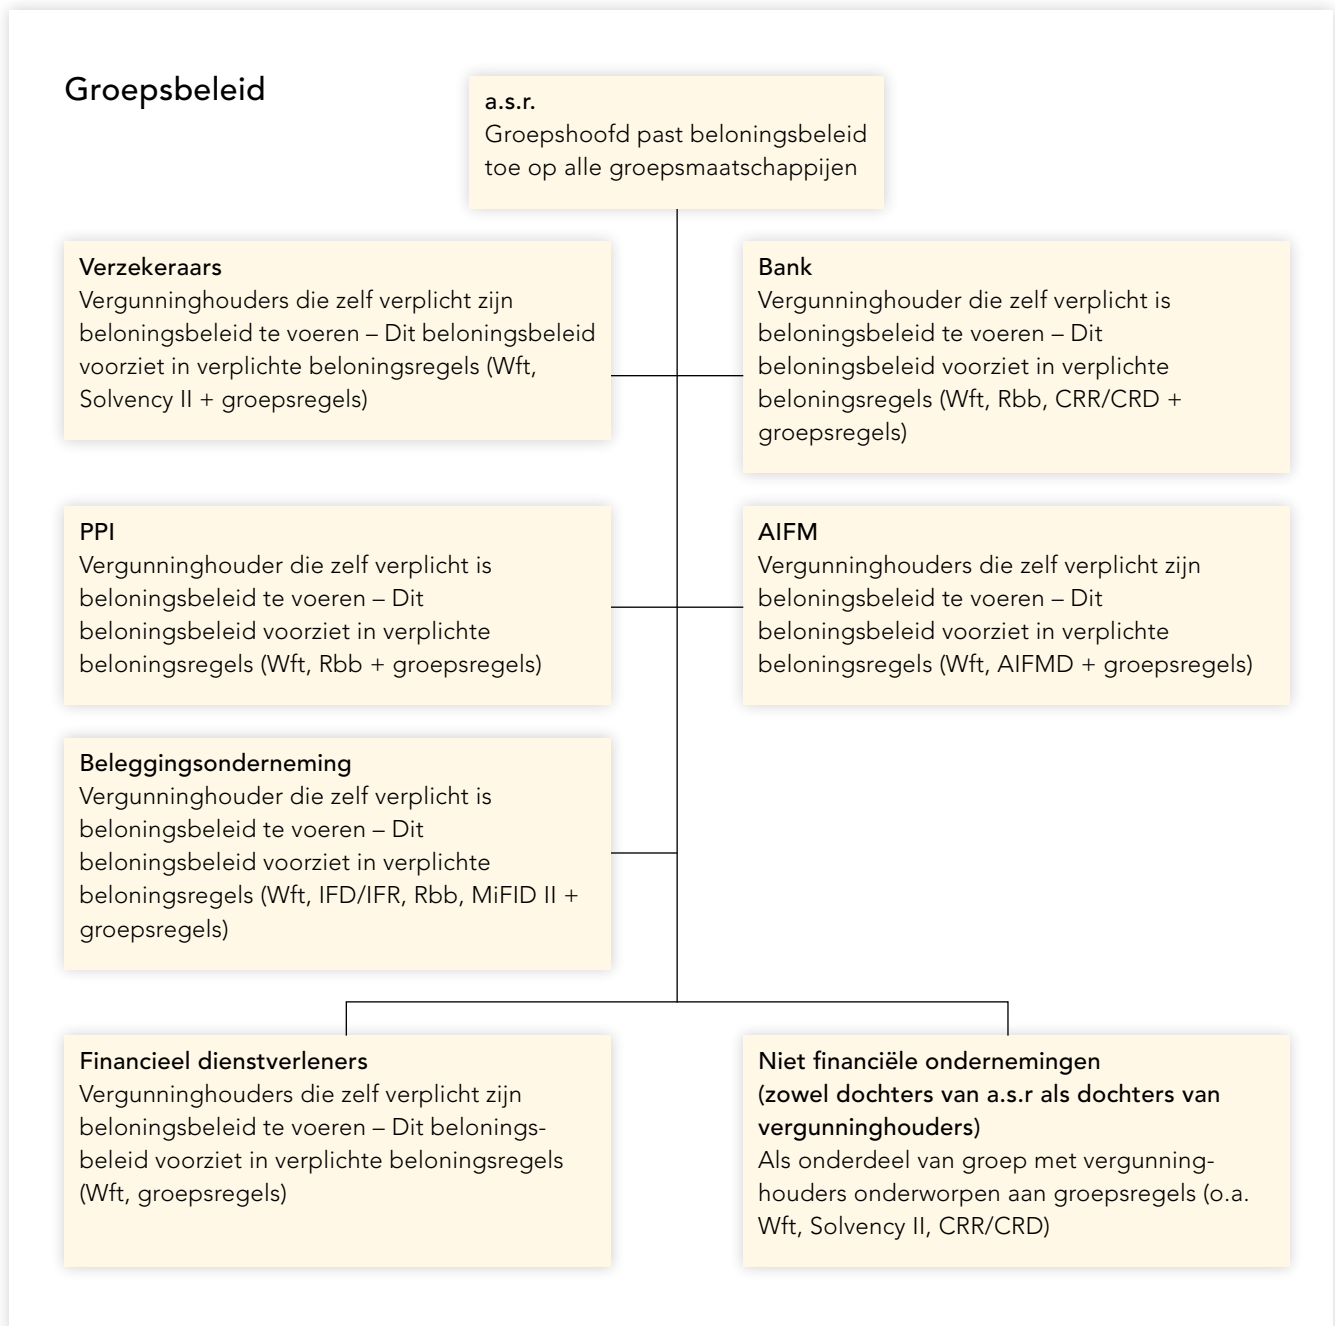 Groepsbeleid
a.s.r.
Groepshoofd past beloningsbeleid
toe op alle groepsmaatschappijen
Verzekeraars
Vergunninghouders die zelf verplicht zijn
beloningsbeleid te voeren – Dit beloningsbeleid
voorziet in verplichte beloningsregels (Wft,
Solvency II + groepsregels)
Bank
Vergunninghouder die zelf verplicht is
beloningsbeleid te voeren – Dit
beloningsbeleid voorziet in verplichte
beloningsregels (Wft, Rbb, CRR/CRD +
groepsregels)
PPI
Vergunninghouder die zelf verplicht is
beloningsbeleid te voeren – Dit
beloningsbeleid voorziet in verplichte
beloningsregels (Wft, Rbb + groepsregels)
AIFM
Vergunninghouders die zelf verplicht zijn
beloningsbeleid te voeren – Dit
beloningsbeleid voorziet in verplichte
beloningsregels (Wft, AIFMD + groepsregels)
Beleggingsonderneming
Vergunninghouder die zelf verplicht is
beloningsbeleid te voeren – Dit
beloningsbeleid voorziet in verplichte
beloningsregels (Wft, IFD/IFR, Rbb, MiFID II +
groepsregels)
Financieel dienstverleners
Vergunninghouders die zelf verplicht zijn
beloningsbeleid te voeren – Dit belonings-
beleid voorziet in verplichte beloningsregels
(Wft, groepsregels)
Niet financiële ondernemingen
(zowel dochters van a.s.r als dochters van
vergunninghouders)
Als onderdeel van groep met vergunning-
houders onderworpen aan groepsregels (o.a.
Wft, Solvency II, CRR/CRD)